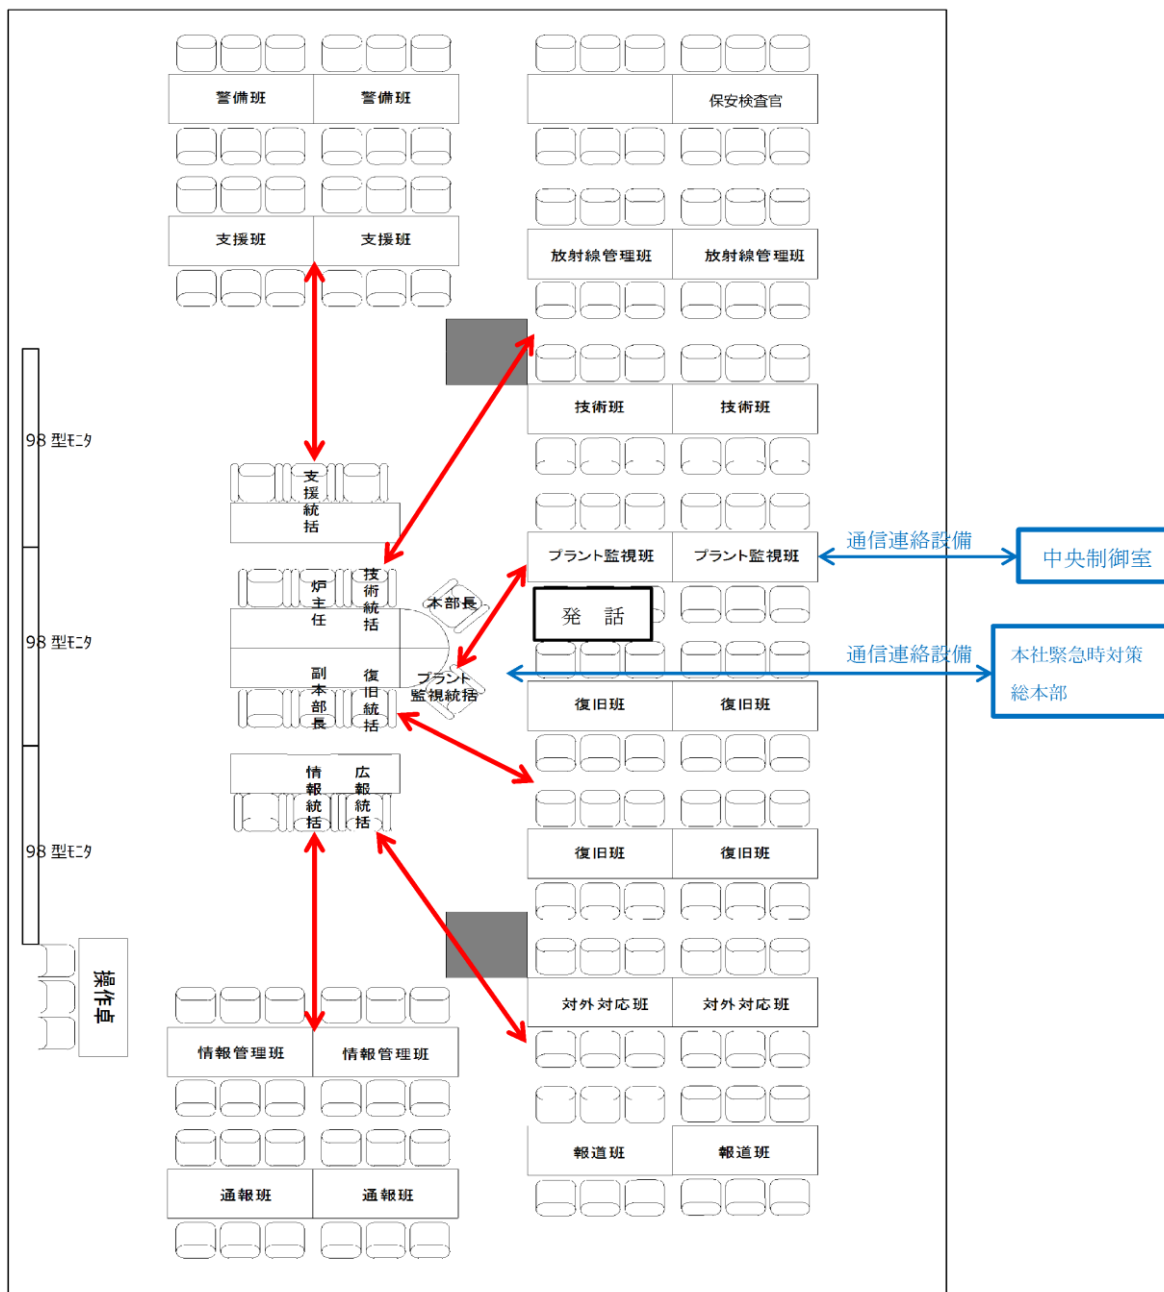 警備班 警備班
保安検査官
支援班 支援班
放射線管理班 放射線管理班
98 型ﾓﾆﾀ
技術班 技術班
支援統括
プラント監視班 プラント監視班
通信連絡設備
中央制御室
炉主任
技術統括
本部長
発 話
98 型ﾓﾆﾀ
通信連絡設備
本社緊急時対策
総本部
副本部長
復旧統括
プラント
監視統括
復旧班 復旧班
情報統括
広報統括
98 型ﾓﾆﾀ
復旧班 復旧班
操作卓
対外対応班 対外対応班
情報管理班 情報管理班
報道班 報道班
通報班 通報班